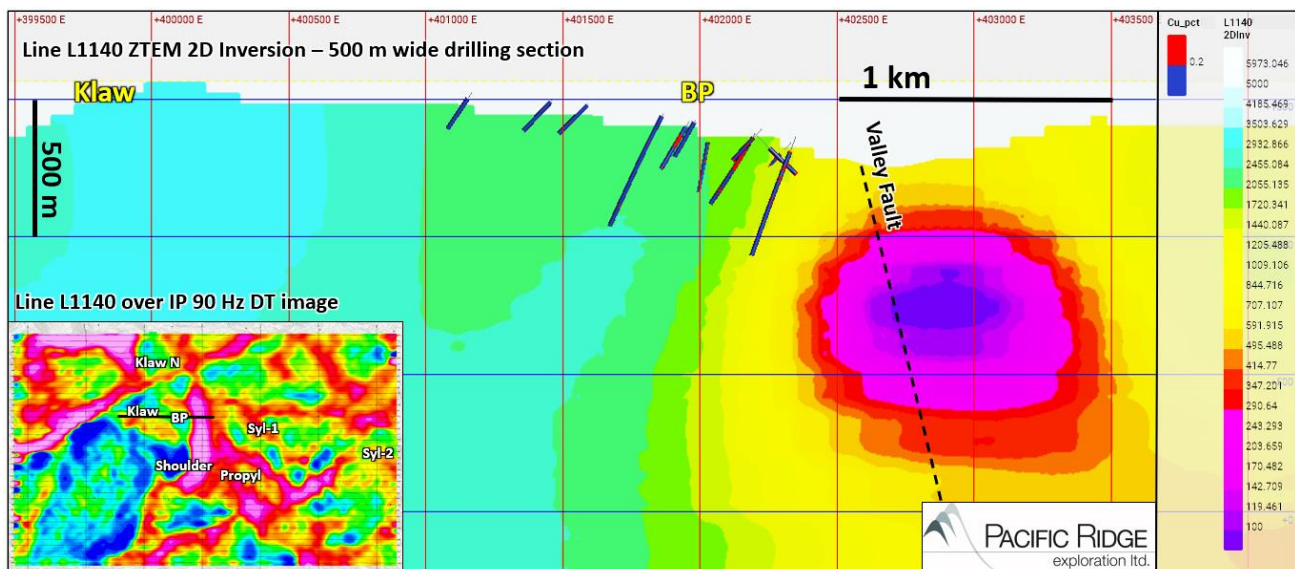 +399500 E
+400000 E
+400500 E
+401000 E
+401500 E
+402000 E
+402500 E
+403000 E
+403500
Cu_pct
0.2
L1140
2DInv
5973.046
5000
4185.469
3503.629
2932.866
2455.084
2055.135
1720.341
1440.087
1205.488
1009.106
844.716
707.107
591.915
495.488
414.77
347.201
290.64
243.293
203.659
170.482
142.709
119.461
100
Line L1140 ZTEM 2D Inversion – 500 m wide drilling section
Klaw
BP
1 km
500 m
Valley Fault
Line L1140 over IP 90 Hz DT image
Klaw N
Klaw
BP
Syl-1
Syl-2
Shoulder
Propyl
PACIFIC RIDGE
exploration ltd.